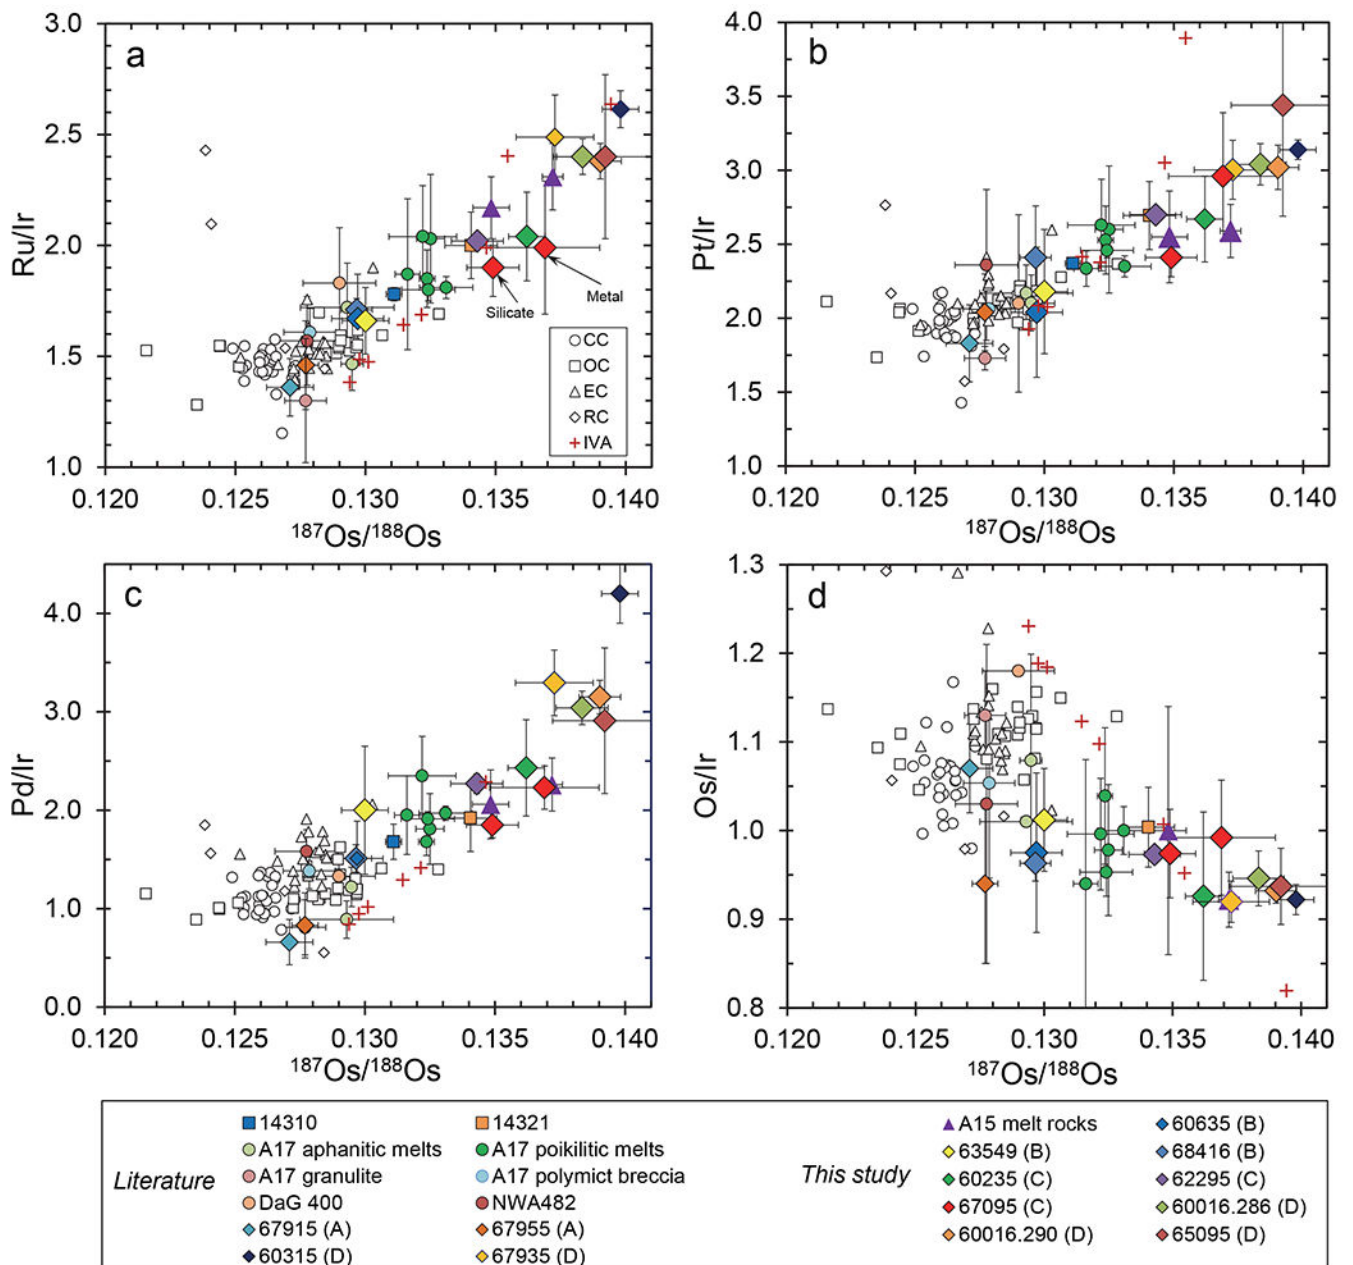 a
3.0
2.5
2.0
1.5
1.0
Ru/Ir
Metal
Silicate
CC
OC
EC
RC
IVA
0.120 0.125 0.130 0.135 0.140
187Os/188Os
b
4.0
3.5
3.0
2.5
2.0
1.5
1.0
Pt/Ir
0.120 0.125 0.130 0.135 0.140
187Os/188Os
c
4.0
3.0
2.0
1.0
0.0
Pd/Ir
0.120 0.125 0.130 0.135 0.140
187Os/188Os
d
1.3
1.2
1.1
1.0
0.9
0.8
Os/Ir
0.120 0.125 0.130 0.135 0.140
187Os/188Os
Literature
14310 14321
A17 aphanitic melts A17 poikilitic melts
A17 granulite A17 polymict breccia
DaG 400 NWA482
67915 (A) 67955 (A)
60315 (D) 67935 (D)
This study
A15 melt rocks 60635 (B)
63549 (B) 68416 (B)
60235 (C) 62295 (C)
67095 (C) 60016.286 (D)
60016.290 (D) 65095 (D)